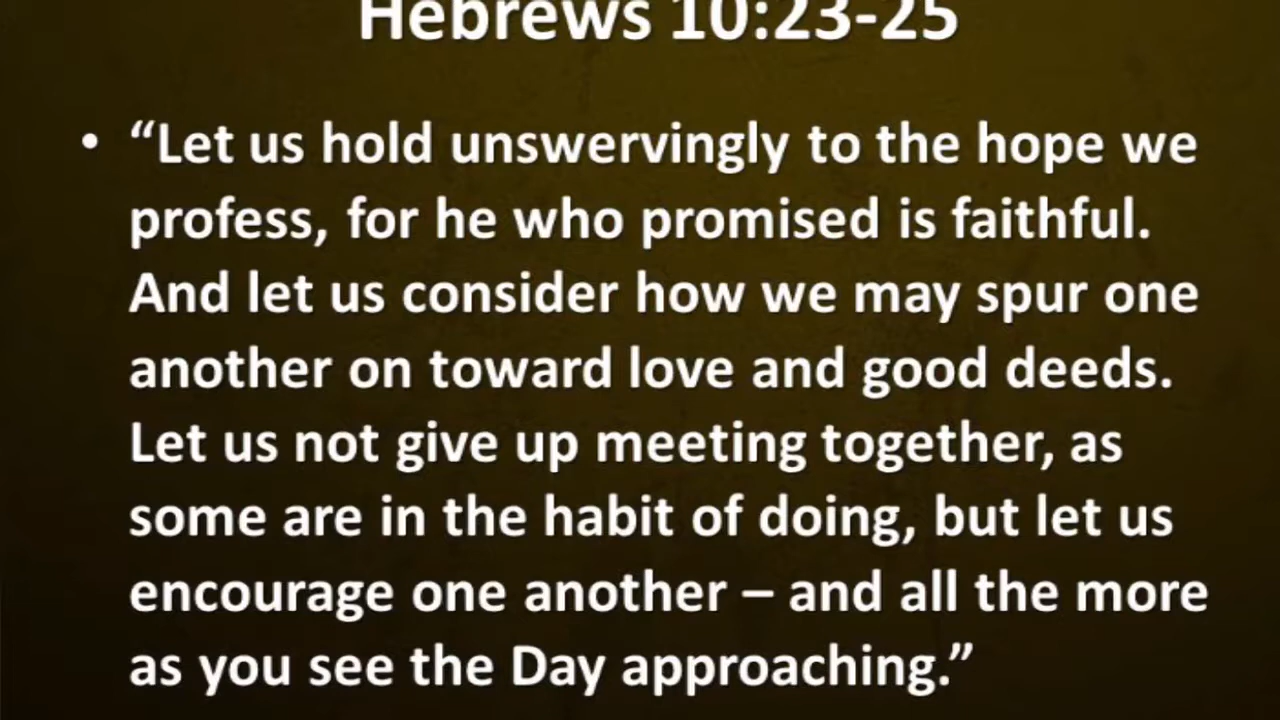 Hebrews 10:23-25
• “Let us hold unswervingly to the hope we
profess, for he who promised is faithful.
And let us consider how we may spur one
another on toward love and good deeds.
Let us not give up meeting together, as
some are in the habit of doing, but let us
encourage one another – and all the more
as you see the Day approaching.”